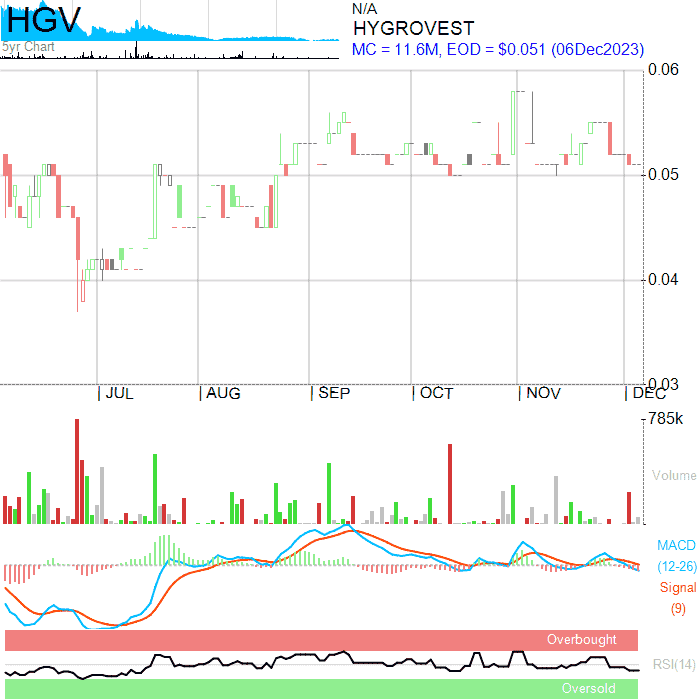 HGV
5yr Chart
N/A
HYGROVEST
MC = 11.6M, EOD = $0.051 (06Dec2023)
0.06
0.05
0.04
0.03
JUL AUG SEP OCT NOV DEC
785k
Volume
MACD
(12-26)
Signal
(9)
Overbought
RSI(14)
Oversold